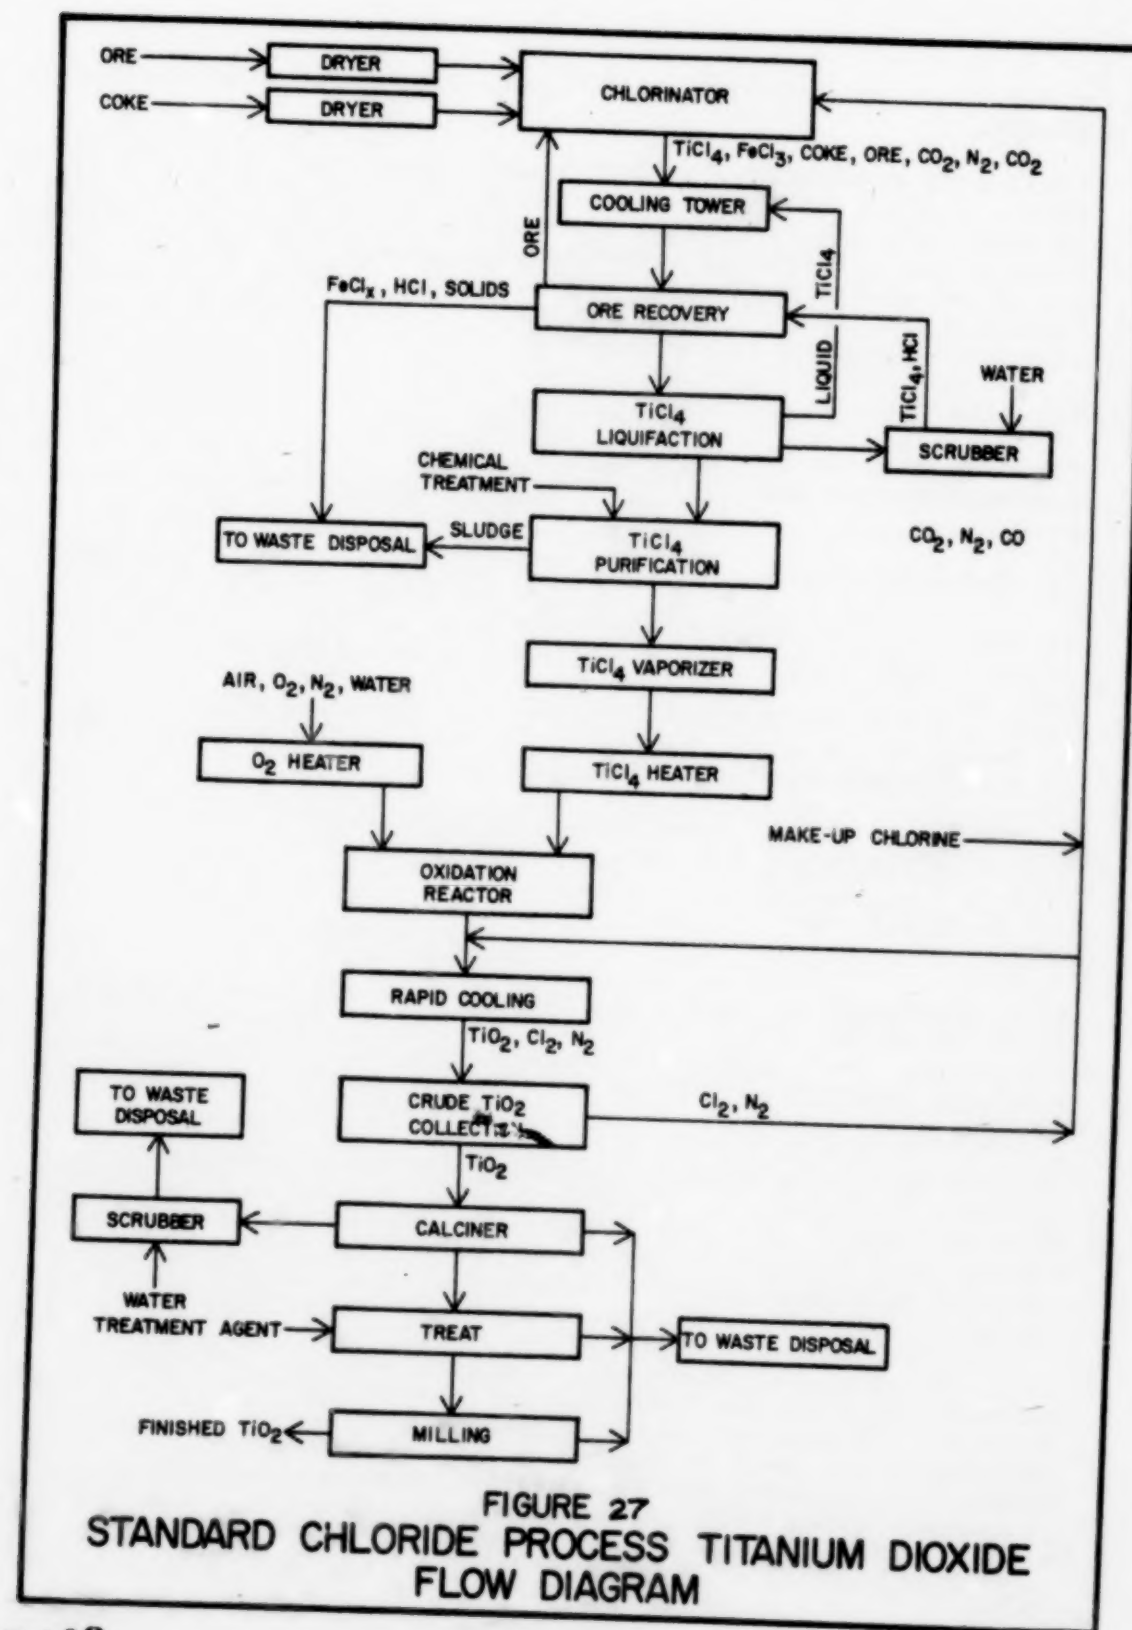 ORE
DRYER
COKE
DRYER
CHLORINATOR
TiCl4, FeCl3, COKE, ORE, CO2, N2, CO2
COOLING TOWER
ORE
LIQUID TiCl4
FeClx, HCl, SOLIDS
ORE RECOVERY
TiCl4, HCl
WATER
TiCl4
LIQUIFACTION
SCRUBBER
CHEMICAL
TREATMENT
SLUDGE
TO WASTE DISPOSAL
TiCl4
PURIFICATION
CO2, N2, CO
TiCl4 VAPORIZER
AIR, O2, N2, WATER
O2 HEATER
TiCl4 HEATER
MAKE-UP CHLORINE
OXIDATION
REACTOR
RAPID COOLING
TiO2, Cl2, N2
TO WASTE
DISPOSAL
CRUDE TiO2
COLLECTION
Cl2, N2
TiO2
SCRUBBER
CALCINER
WATER
TREATMENT AGENT
TREAT
TO WASTE DISPOSAL
FINISHED TiO2
MILLING
FIGURE 27
STANDARD CHLORIDE PROCESS TITANIUM DIOXIDE
FLOW DIAGRAM